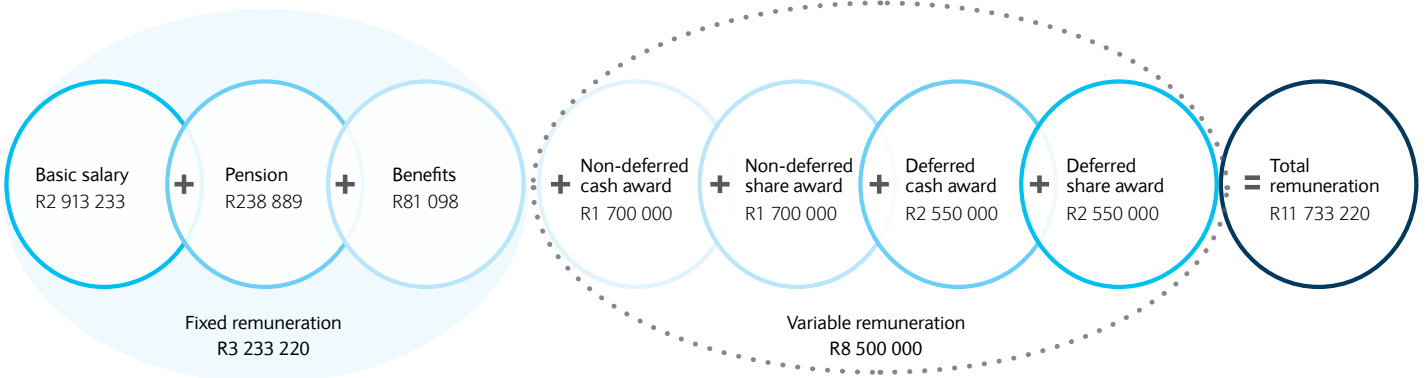 Basic salary
R2 913 233
+
Pension
R238 889
+
Benefits
R81 098
+
Non-deferred
cash award
R1 700 000
+
Non-deferred
share award
R1 700 000
+
Deferred
cash award
R2 550 000
+
Deferred
share award
R2 550 000
=
Total
remuneration
R11 733 220
Fixed remuneration
R3 233 220
Variable remuneration
R8 500 000